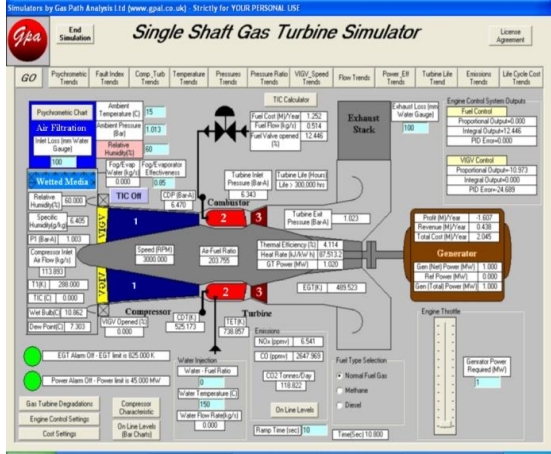 Simulators by Gas Path Analysis Ltd (www.gpal.co.uk) - Strictly for YOUR PERSONAL USE
Gpa
End Simulation
Single Shaft Gas Turbine Simulator
License Agreement
GO
Psychrometric Trends
Fault Index Trends
Comp_Turb Trends
Temperature Trends
Pressures Trends
Pressure Ratio Trends
VIGV_Speed Trends
Flow Trends
Power_Eff Trends
Turbine Life Trend
Emissions Trends
Life Cycle Cost Trends
Psychrometric Chart
Ambient Temperature (C) 15
Air Filtration
Inlet Loss (mm Water Gauge)
100
Ambient Pressure (Bar) 1.013
Relative Humidity(%) 60
Fog/Evap Water (kg/s) 0.000
Fog/Evaporator Effectiveness 0.85
Wetted Media
TIC Off
TIC Calculator
Fuel Cost (M)/Year 1.252
Fuel Flow (kg/s) 0.514
Fuel Valve opened (%) 12.446
Exhaust Stack
Exhaust Loss (mm Water Gauge)
100
Engine Control System Outputs
Fuel Control
Proportional Output=0.000
Integral Output=12.446
PID Error=0.000
VIGV Control
Proportional Output=-10.973
Integral Output=0.000
PID Error=-24.689
Relative Humidity(%) 60.000
Specific Humidity(g/kg) 6.405
P1 (Bar-A) 1.003
Compressor Inlet Air Flow (kg/s)
113.893
T1(K) 288.000
TIC (C) 0.000
Wet Bulb(C) 10.862
Dew Point(C) 7.303
VIGV
VIGV
1
1
CDP(Bar-A)
6.470
Combustor
2
3
Turbine Inlet Pressure (Bar-A)
6.343
Turbine Life (Hours)
Life > 300,000 hrs
Turbine Exit Pressure (Bar-A)
1.023
Speed (RPM)
3000.000
Air-Fuel Ratio
203.755
Thermal Efficiency (%) 4.114
Heat Rate (kJ/kW h) 87,513.2
GT Power (MW) 1.020
2
3
EGT(K) 489.523
Compressor
Turbine
VIGV Opened (%)
0.000
CDT(K)
525.173
TET(K)
738.857
Profit (M)/Year -1.607
Revenue (M)/Year 0.438
Total Cost (M)/Year 2.045
Generator
Gen (Net) Power (MW) 1.000
Ref Power (MW) 0.000
Gen (Total) Power (MW) 1.000
EGT Alarm Off - EGT limit is 825.000 K
Power Alarm Off - Power limit is 45.000 MW
Gas Turbine Degradations
Engine Control Settings
Cost Settings
Compressor Characteristic
On Line Levels (Bar Charts)
Water Injection
Water - Fuel Ratio
0
Water Temperature (C)
150
Water Flow Rate(kg/s)
0.000
Emissions
NOx (ppmv) 6.541
CO (ppmv) 2647.969
CO2 Tonnes/Day
118.822
On Line Levels
Ramp Time (sec) 10
Fuel Type Selection
Normal Fuel Gas
Methane
Diesel
Time(Sec) 10.800
Engine Throttle
Genrator Power Required (MW)
1